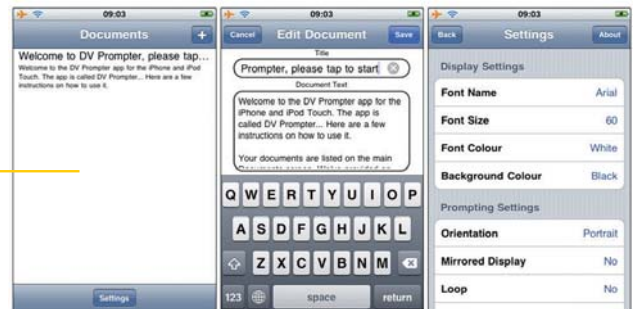 09:03
Documents
+
Welcome to DV Prompter, please tap...
Welcome to the DV Prompter app for the iPhone and iPod
Touch. The app is called DV Prompter... Here are a few
instructions on how to use it.
Settings
09:03
Cancel
Edit Document
Save
Title
Prompter, please tap to start
Document Text
Welcome to the DV Prompter app for the
iPhone and iPod Touch. The app is
called DV Prompter... Here are a few
instructions on how to use it.
Your documents are listed on the main
Q W E R T Y U I O P
A S D F G H J K L
Z X C V B N M
123
space
return
09:03
Back
Settings
About
Display Settings
Font Name Arial
Font Size 60
Font Colour White
Background Colour Black
Prompting Settings
Orientation Portrait
Mirrored Display No
Loop No